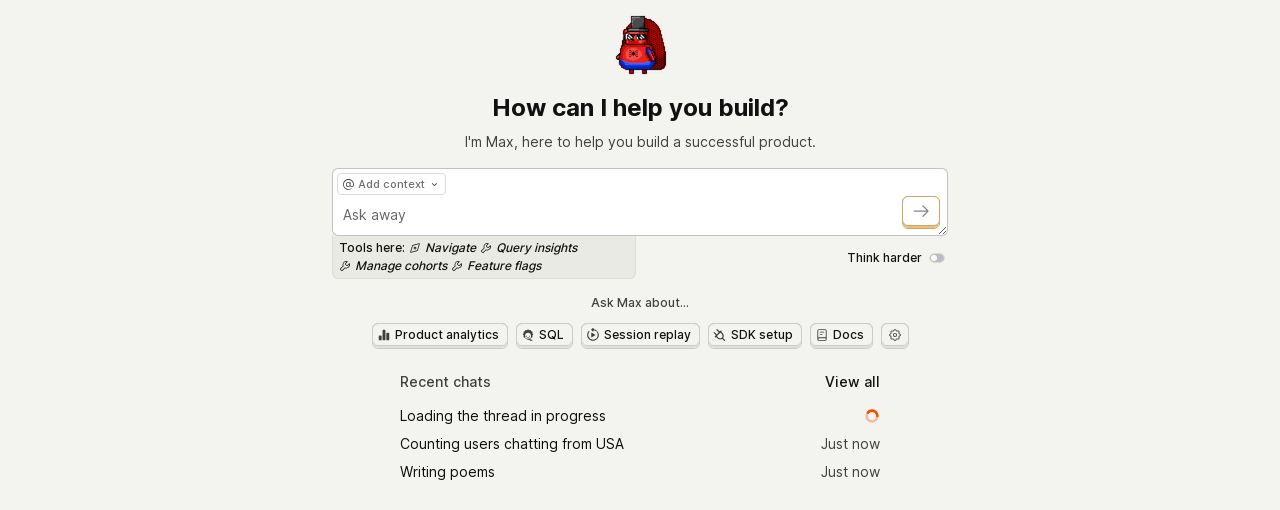 How can I help you build?
I'm Max, here to help you build a successful product.
@ Add context
Ask away
Tools here: Navigate Query insights
Manage cohorts Feature flags
Think harder
Ask Max about...
Product analytics SQL Session replay SDK setup Docs
Recent chats View all
Loading the thread in progress
Counting users chatting from USA Just now
Writing poems Just now